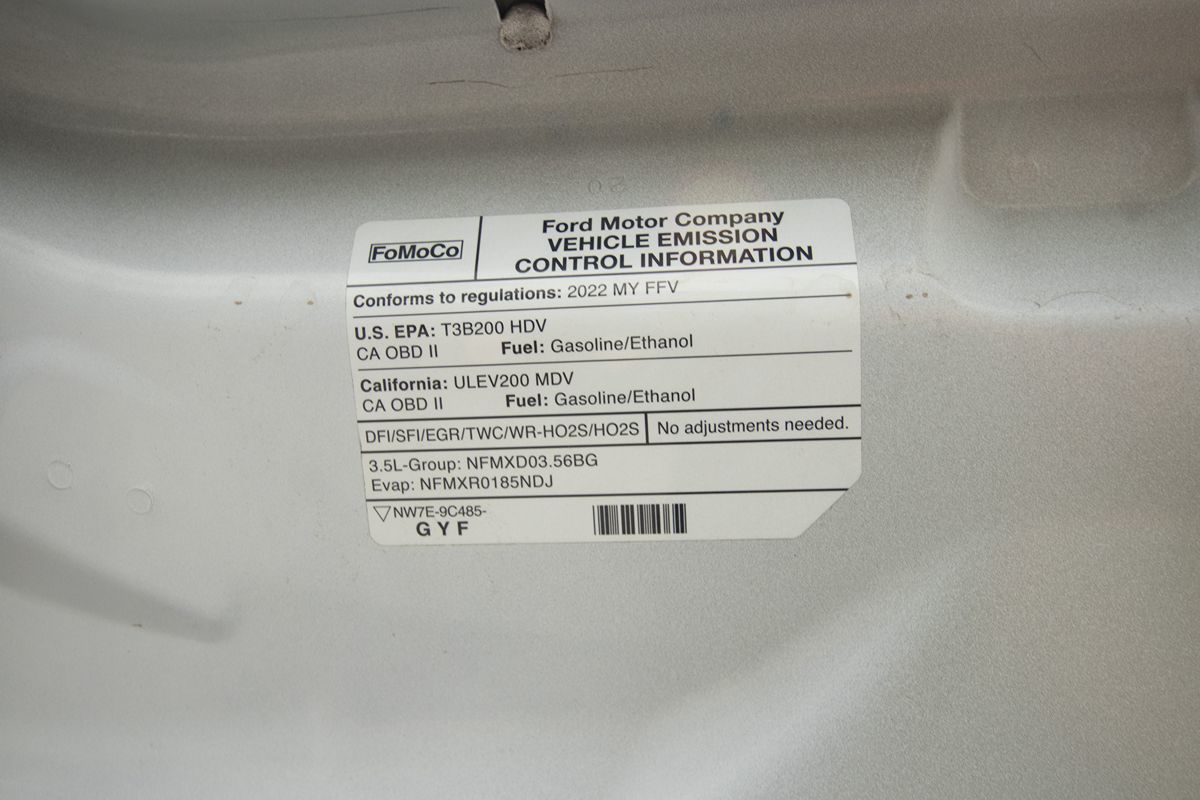 FoMoCo
Ford Motor Company
VEHICLE EMISSION
CONTROL INFORMATION
Conforms to regulations: 2022 MY FFV
U.S. EPA: T3B200 HDV
CA OBD II Fuel: Gasoline/Ethanol
California: ULEV200 MDV
CA OBD II Fuel: Gasoline/Ethanol
DFI/SFI/EGR/TWC/WR-HO2S/HO2S No adjustments needed.
3.5L-Group: NFMXD03.56BG
Evap: NFMXR0185NDJ
NW7E-9C485-
GYF